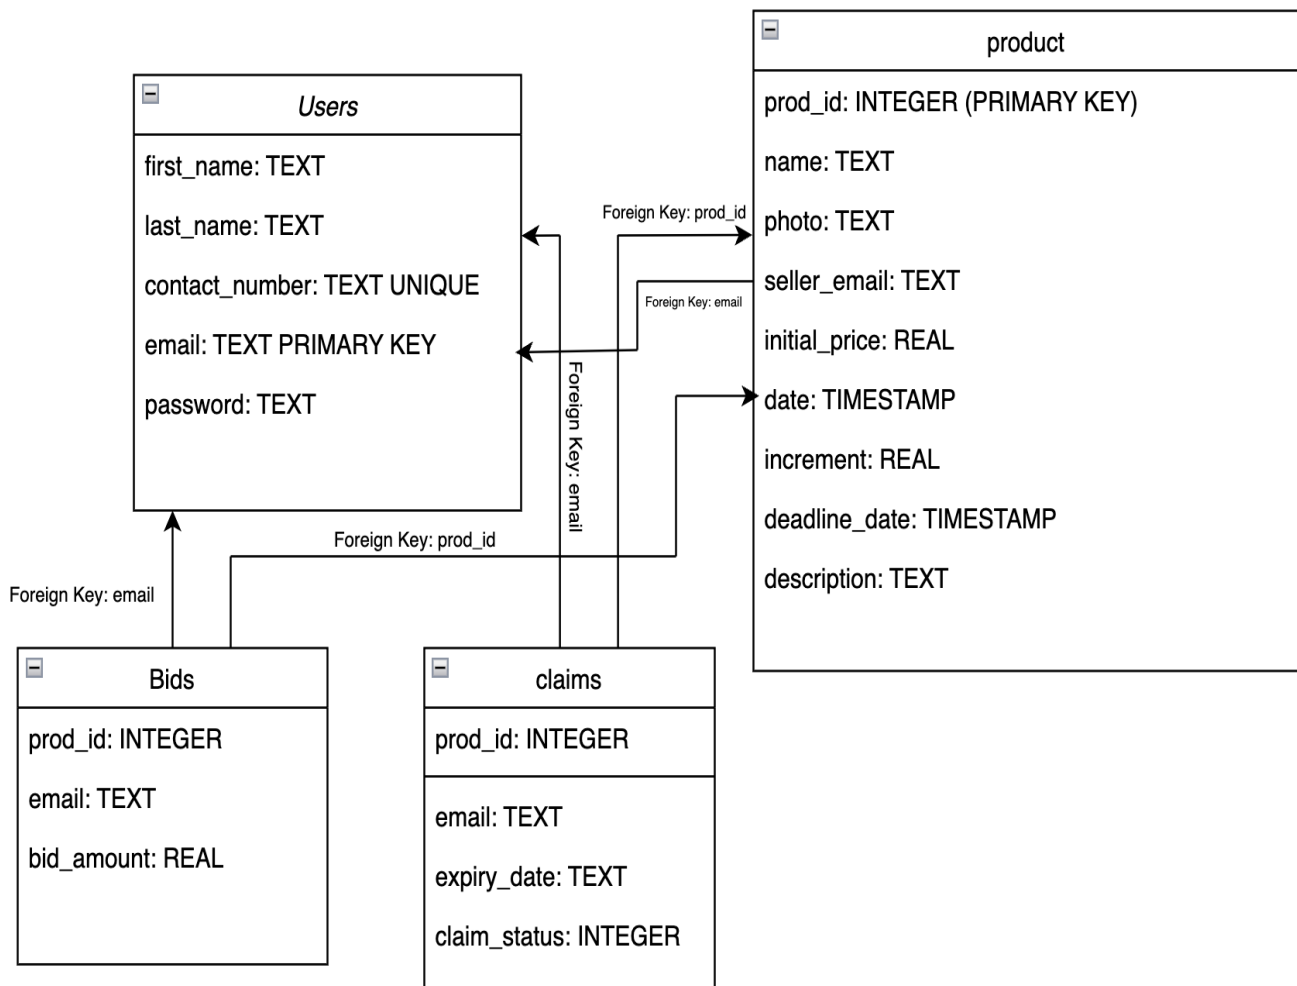 Users
first_name: TEXT
last_name: TEXT
contact_number: TEXT UNIQUE
email: TEXT PRIMARY KEY
password: TEXT
product
prod_id: INTEGER (PRIMARY KEY)
name: TEXT
photo: TEXT
seller_email: TEXT
initial_price: REAL
date: TIMESTAMP
increment: REAL
deadline_date: TIMESTAMP
description: TEXT
Foreign Key: prod_id
Foreign Key: email
Foreign Key: email
Foreign Key: prod_id
Foreign Key: email
Bids
prod_id: INTEGER
email: TEXT
bid_amount: REAL
claims
prod_id: INTEGER
email: TEXT
expiry_date: TEXT
claim_status: INTEGER